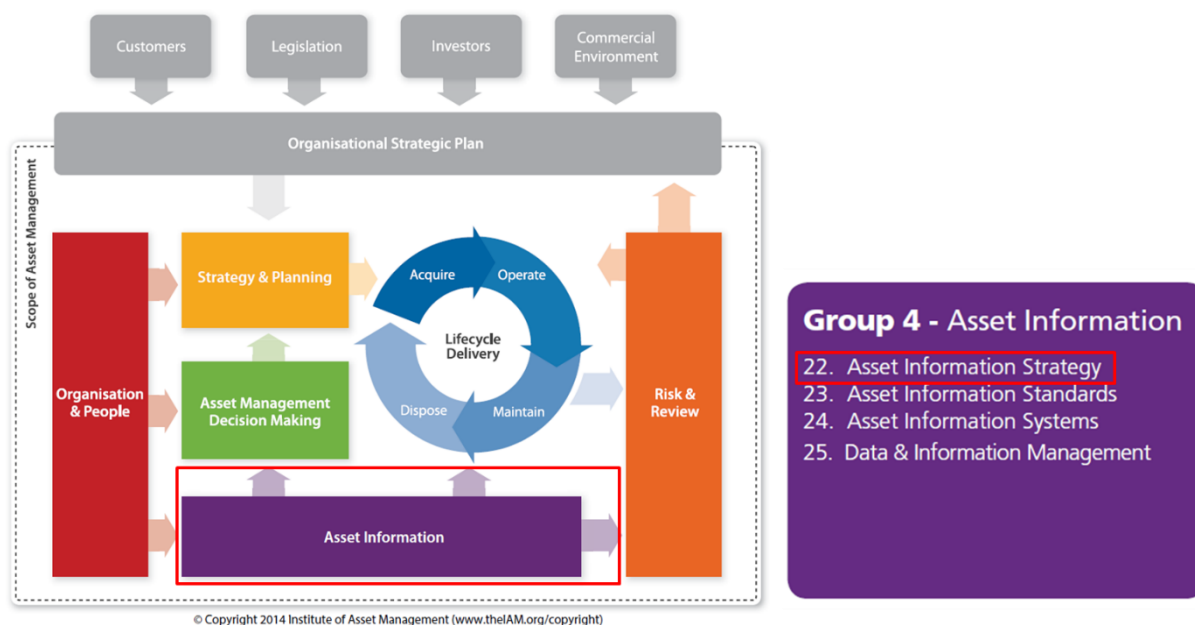 Customers
Legislation
Investors
Commercial
Environment
Organisational Strategic Plan
Scope of Asset Management
Strategy & Planning
Acquire
Operate
Lifecycle
Delivery
Dispose
Maintain
Organisation
& People
Asset Management
Decision Making
Risk &
Review
Asset Information
© Copyright 2014 Institute of Asset Management (www.theIAM.org/copyright)
Group 4 - Asset Information
22. Asset Information Strategy
23. Asset Information Standards
24. Asset Information Systems
25. Data & Information Management